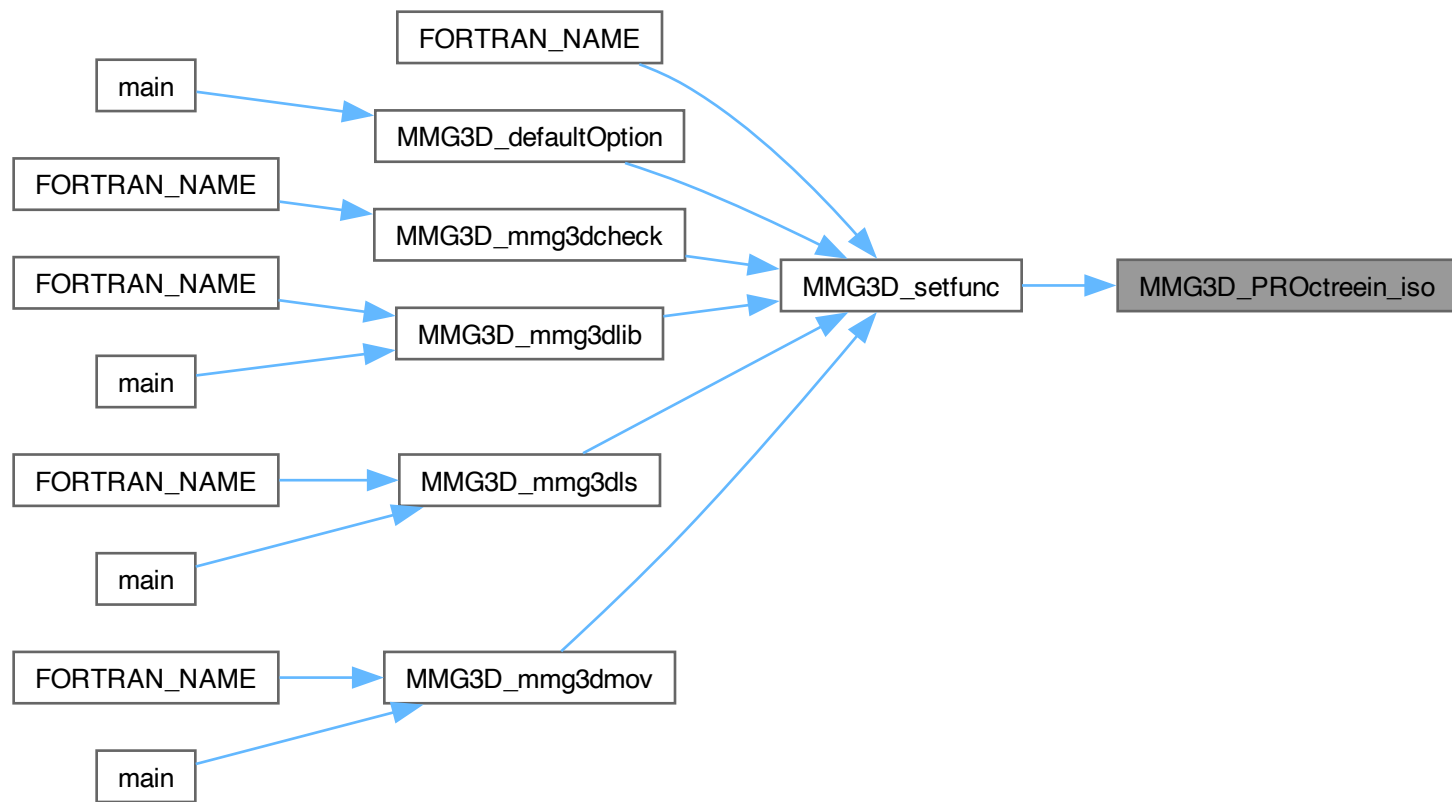 FORTRAN_NAME
main
MMG3D_defaultOption
FORTRAN_NAME
MMG3D_mmg3dcheck
FORTRAN_NAME
MMG3D_setfunc
MMG3D_PROctreein_iso
MMG3D_mmg3dlib
main
FORTRAN_NAME
MMG3D_mmg3dls
main
FORTRAN_NAME
MMG3D_mmg3dmov
main